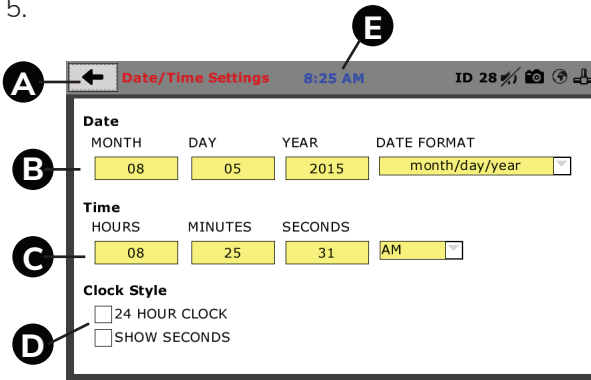 5.
E
A
Date/Time Settings 8:25 AM ID 28
Date
MONTH DAY YEAR DATE FORMAT
B
08 05 2015 month/day/year
Time
HOURS MINUTES SECONDS
C
08 25 31 AM
Clock Style
24 HOUR CLOCK
D
SHOW SECONDS